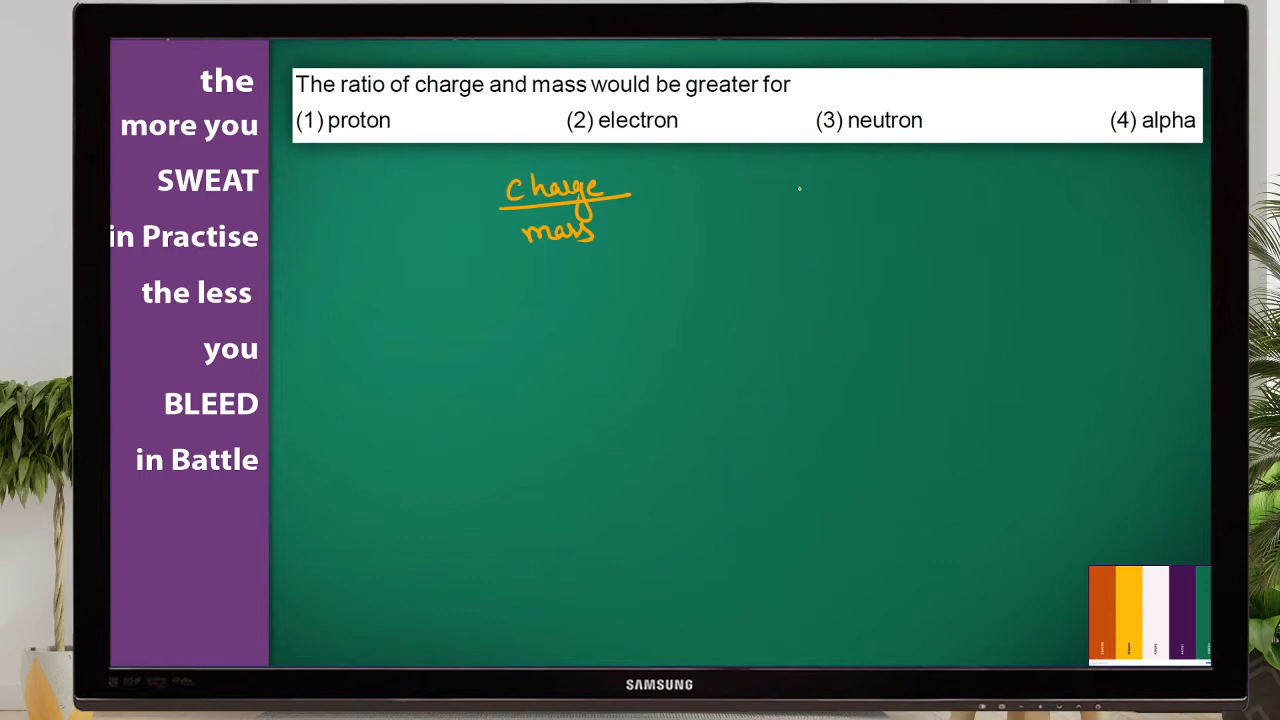 the
more you
SWEAT
in Practise
the less
you
BLEED
in Battle
The ratio of charge and mass would be greater for
(1) proton (2) electron (3) neutron (4) alpha
charge
mass
SAMSUNG